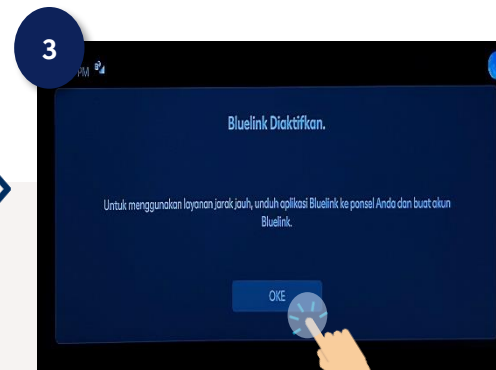 3
PM
Bluelink Diaktifkan.
Untuk menggunakan layanan jarak jauh, unduh aplikasi Bluelink ke ponsel Anda dan buat akun
Bluelink.
OKE